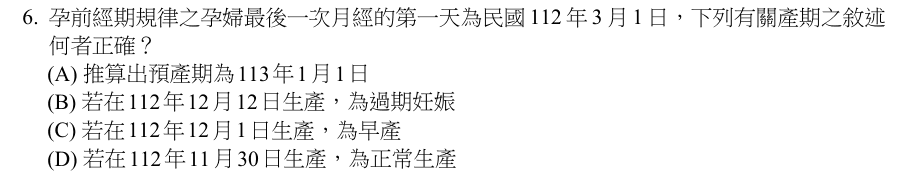 6. 孕前經期規律之孕婦最後一次月經的第一天為民國112年3月1日，下列有關產期之敘述
何者正確？
(A) 推算出預產期為113年1月1日
(B) 若在112年12月12日生產，為過期妊娠
(C) 若在112年12月1日生產，為早產
(D) 若在112年11月30日生產，為正常生產